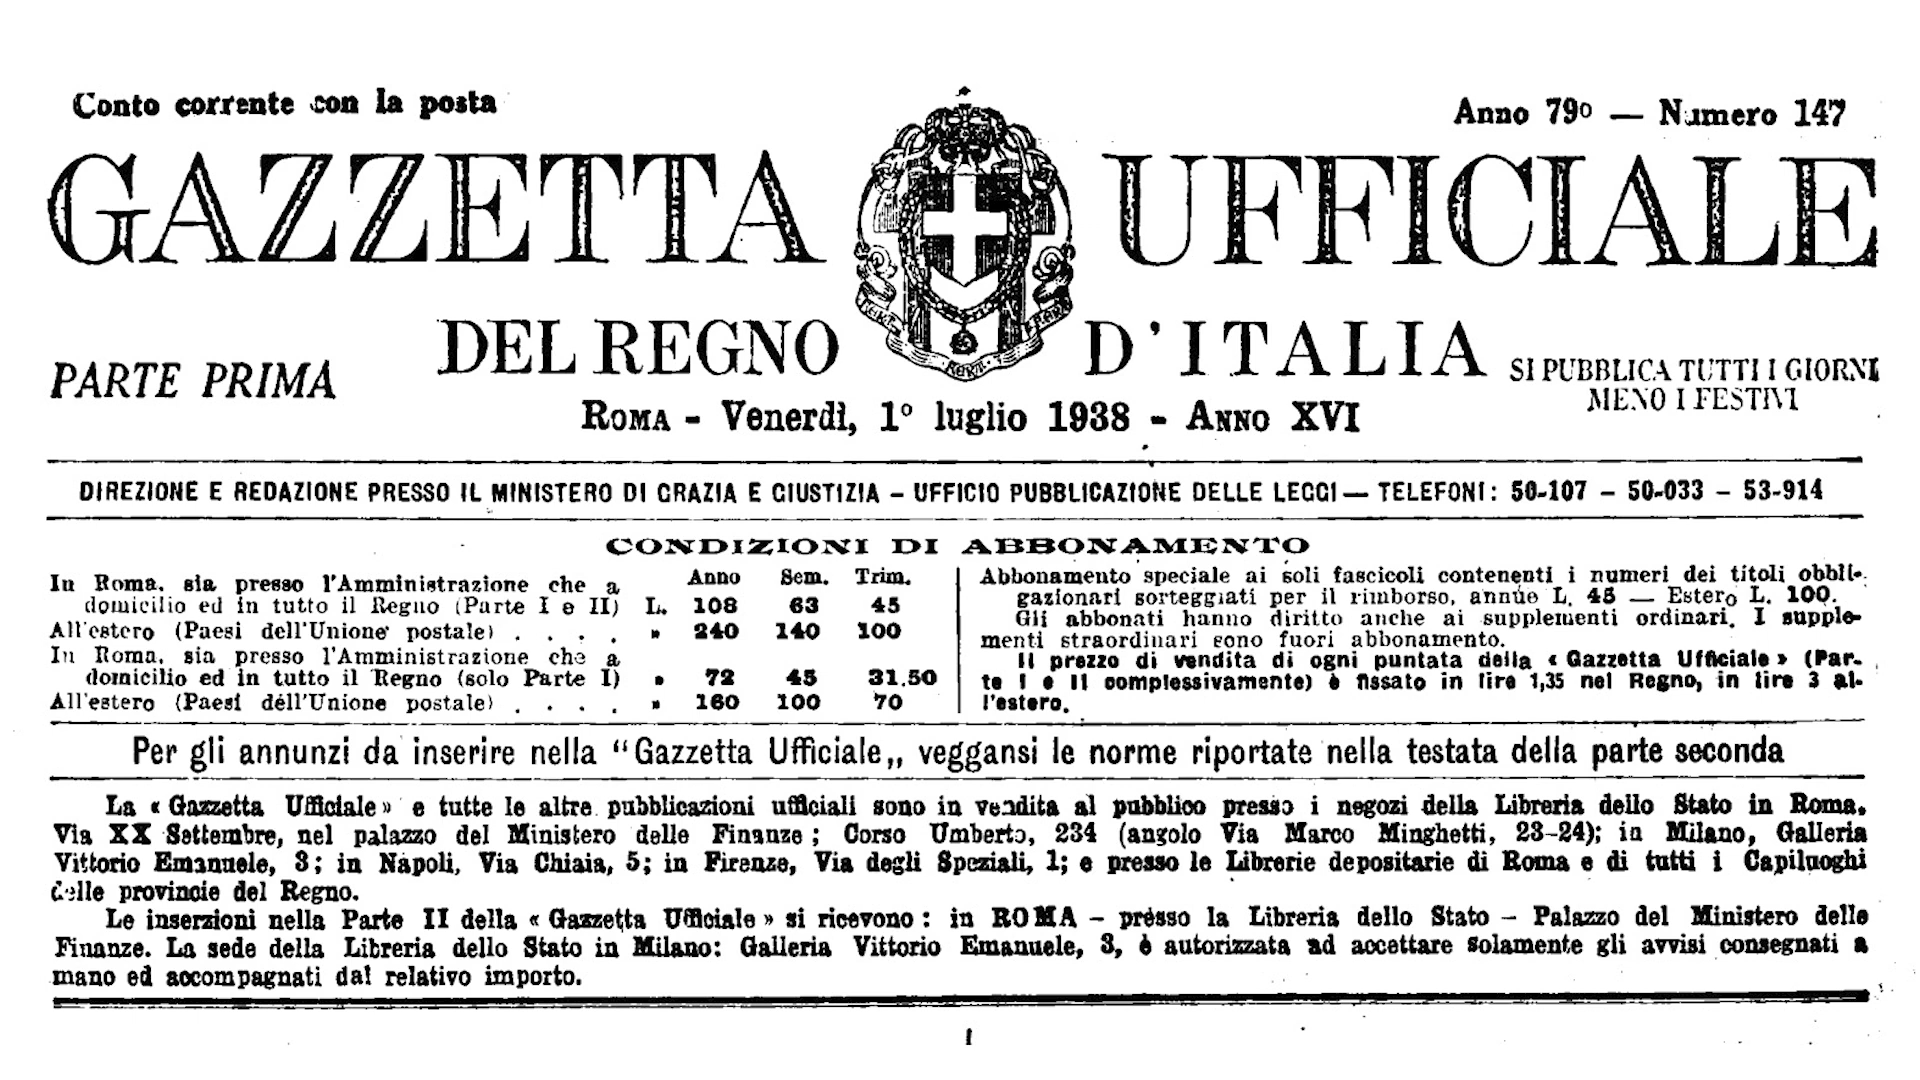 Conto corrente con la posta
Anno 79º — Numero 147
GAZZETTA UFFICIALE
DEL REGNO D'ITALIA
PARTE PRIMA
SI PUBBLICA TUTTI I GIORNI
MENO I FESTIVI
ROMA - Venerdì, 1º luglio 1938 - ANNO XVI
DIREZIONE E REDAZIONE PRESSO IL MINISTERO DI GRAZIA E GIUSTIZIA – UFFICIO PUBBLICAZIONE DELLE LEGGI — TELEFONI: 50-107 – 50-033 – 53-914
CONDIZIONI DI ABBONAMENTO
Anno Sem. Trim.
In Roma, sia presso l'Amministrazione che a
domicilio ed in tutto il Regno (Parte I e II) L. 108 63 45
All'estero (Paesi dell'Unione postale) . . . . » 240 140 100
In Roma, sia presso l'Amministrazione che a
domicilio ed in tutto il Regno (solo Parte I) » 72 45 31.50
All'estero (Paesi dell'Unione postale) . . . . » 160 100 70
Abbonamento speciale ai soli fascicoli contenenti i numeri dei titoli obbli-
gazionari sorteggiati per il rimborso, annue L. 45 — Estero L. 100.
Gli abbonati hanno diritto anche ai supplementi ordinari. I supple-
menti straordinari sono fuori abbonamento.
Il prezzo di vendita di ogni puntata della « Gazzetta Ufficiale » (Par-
te I e II complessivamente) è fissato in lire 1,35 nel Regno, in lire 3 al-
l'estero.
Per gli annunzi da inserire nella "Gazzetta Ufficiale„ veggansi le norme riportate nella testata della parte seconda
La « Gazzetta Ufficiale » e tutte le altre pubblicazioni ufficiali sono in vendita al pubblico presso i negozi della Libreria dello Stato in Roma,
Via XX Settembre, nel palazzo del Ministero delle Finanze; Corso Umberto, 234 (angolo Via Marco Minghetti, 23-24); in Milano, Galleria
Vittorio Emanuele, 3; in Napoli, Via Chiaia, 5; in Firenze, Via degli Speziali, 1; e presso le Librerie depositarie di Roma e di tutti i Capiluoghi
delle provincie del Regno.
Le inserzioni nella Parte II della « Gazzetta Ufficiale » si ricevono: in ROMA – presso la Libreria dello Stato – Palazzo del Ministero delle
Finanze. La sede della Libreria dello Stato in Milano: Galleria Vittorio Emanuele, 3, è autorizzata ad accettare solamente gli avvisi consegnati a
mano ed accompagnati dal relativo importo.